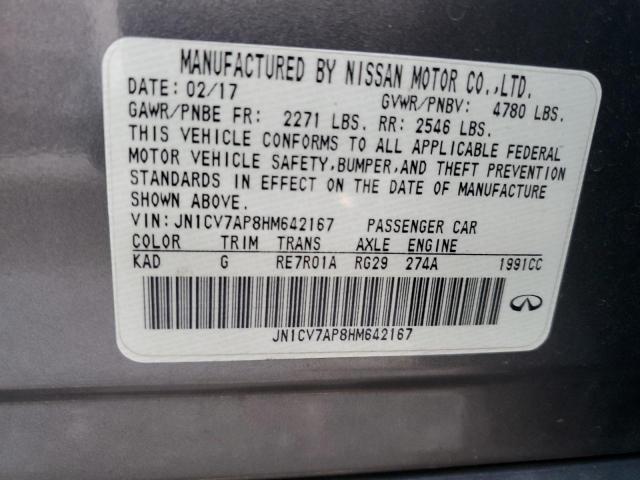 MANUFACTURED BY NISSAN MOTOR CO.,LTD.
DATE: 02/17 GVWR/PNBV: 4780 LBS.
GAWR/PNBE FR: 2271 LBS. RR: 2546 LBS.
THIS VEHICLE CONFORMS TO ALL APPLICABLE FEDERAL
MOTOR VEHICLE SAFETY,BUMPER,AND THEFT PREVENTION
STANDARDS IN EFFECT ON THE DATE OF MANUFACTURE
SHOWN ABOVE.
VIN: JN1CV7AP8HM642167 PASSENGER CAR
COLOR TRIM TRANS AXLE ENGINE
KAD G RE7R01A RG29 274A 1991CC
JN1CV7AP8HM642167